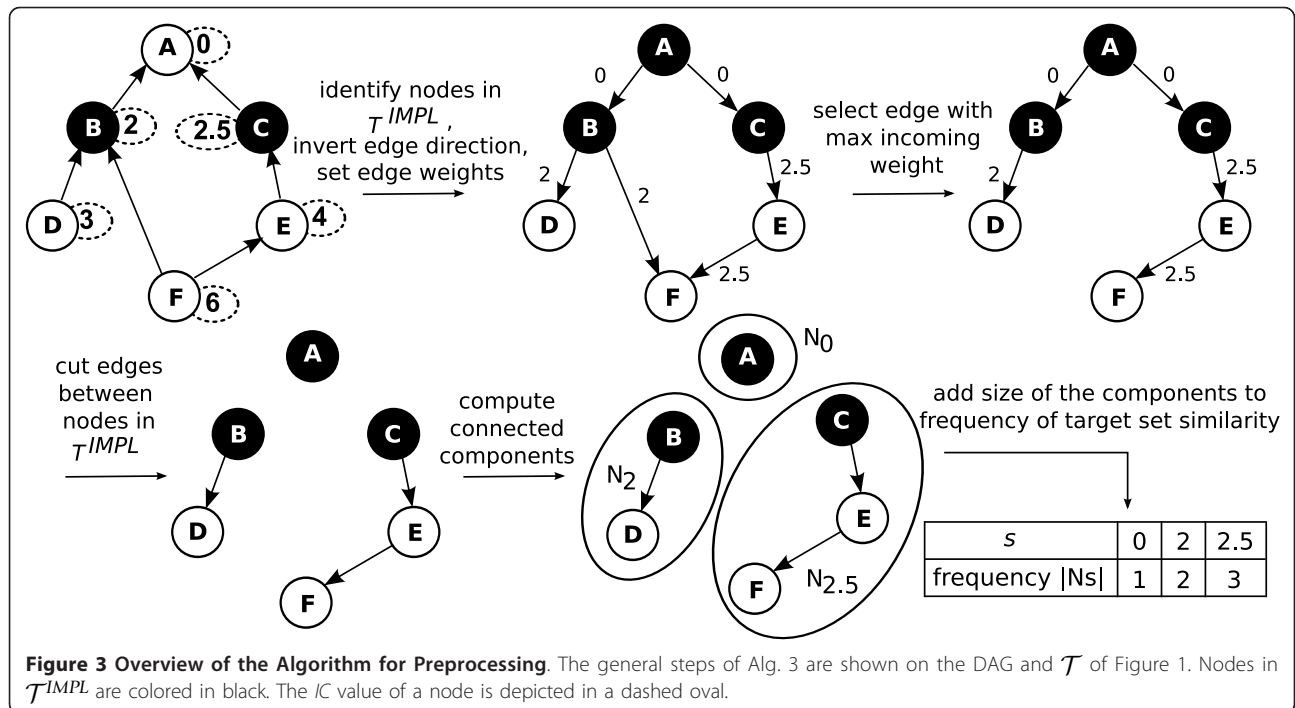 A 0
B 2
2.5 C
D 3
E 4
F 6
identify nodes in
T IMPL ,
invert edge direction,
set edge weights
A
0 0
B C
2 2 2.5
D E
2.5
F
select edge with
max incoming
weight
A
0 0
B C
2 2.5
D E
2.5
F
cut edges
between
nodes in
T IMPL
A
B C
D E
F
compute
connected
components
A N0
B C
N2
D E
F N2.5
add size of the components to
frequency of target set similarity
s 0 2 2.5
frequency |Ns| 1 2 3
Figure 3 Overview of the Algorithm for Preprocessing. The general steps of Alg. 3 are shown on the DAG and 𝒯 of Figure 1. Nodes in
𝒯 IMPL are colored in black. The IC value of a node is depicted in a dashed oval.